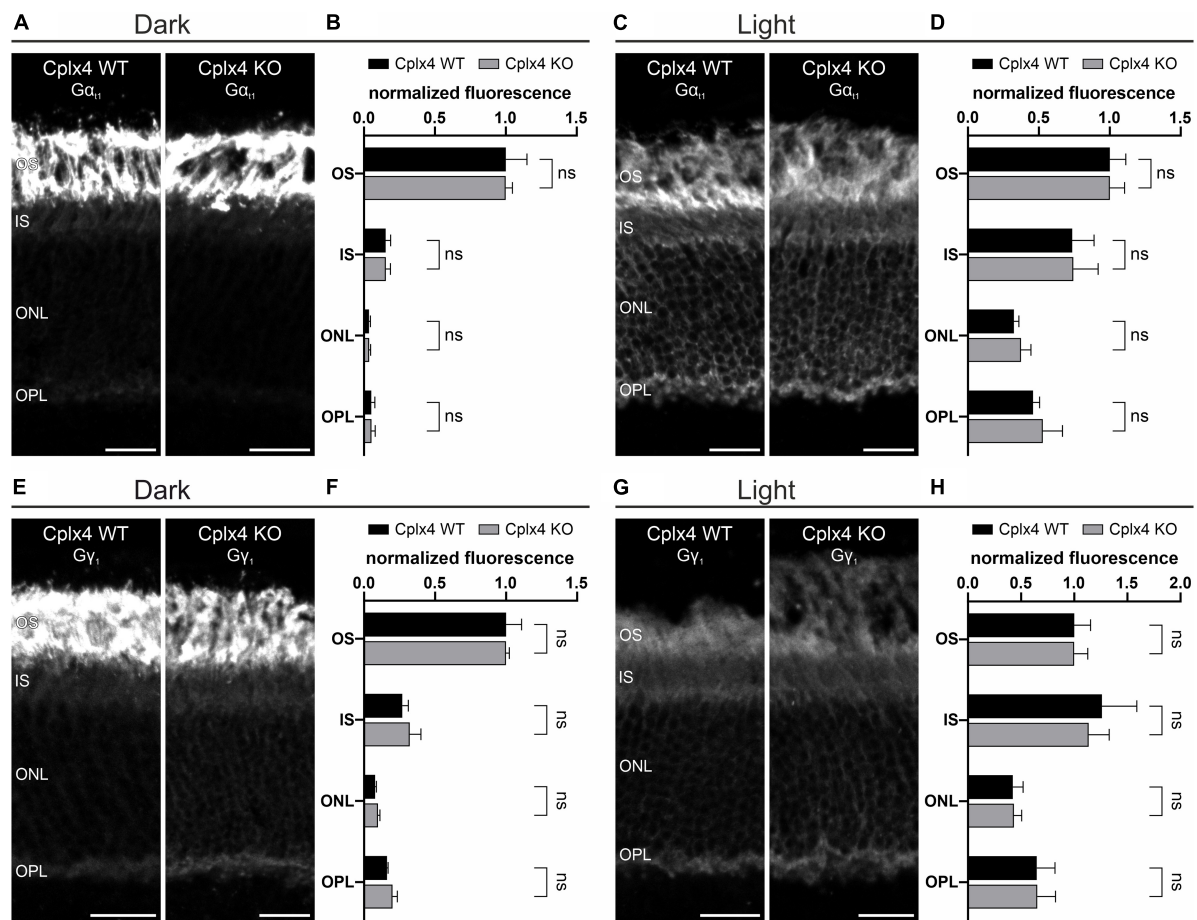 A Dark B
Cplx4 WT Cplx4 KO
Gαt1 Gαt1
OS
IS
ONL
OPL
Cplx4 WT Cplx4 KO
normalized fluorescence
0.0 0.5 1.0 1.5
OS ns
IS ns
ONL ns
OPL ns
C Light D
Cplx4 WT Cplx4 KO
Gαt1 Gαt1
OS
IS
ONL
OPL
Cplx4 WT Cplx4 KO
normalized fluorescence
0.0 0.5 1.0 1.5
OS ns
IS ns
ONL ns
OPL ns
E Dark F
Cplx4 WT Cplx4 KO
Gγ1 Gγ1
OS
IS
ONL
OPL
Cplx4 WT Cplx4 KO
normalized fluorescence
0.0 0.5 1.0 1.5
OS ns
IS ns
ONL ns
OPL ns
G Light H
Cplx4 WT Cplx4 KO
Gγ1 Gγ1
OS
IS
ONL
OPL
Cplx4 WT Cplx4 KO
normalized fluorescence
0.0 0.5 1.0 1.5 2.0
OS ns
IS ns
ONL ns
OPL ns